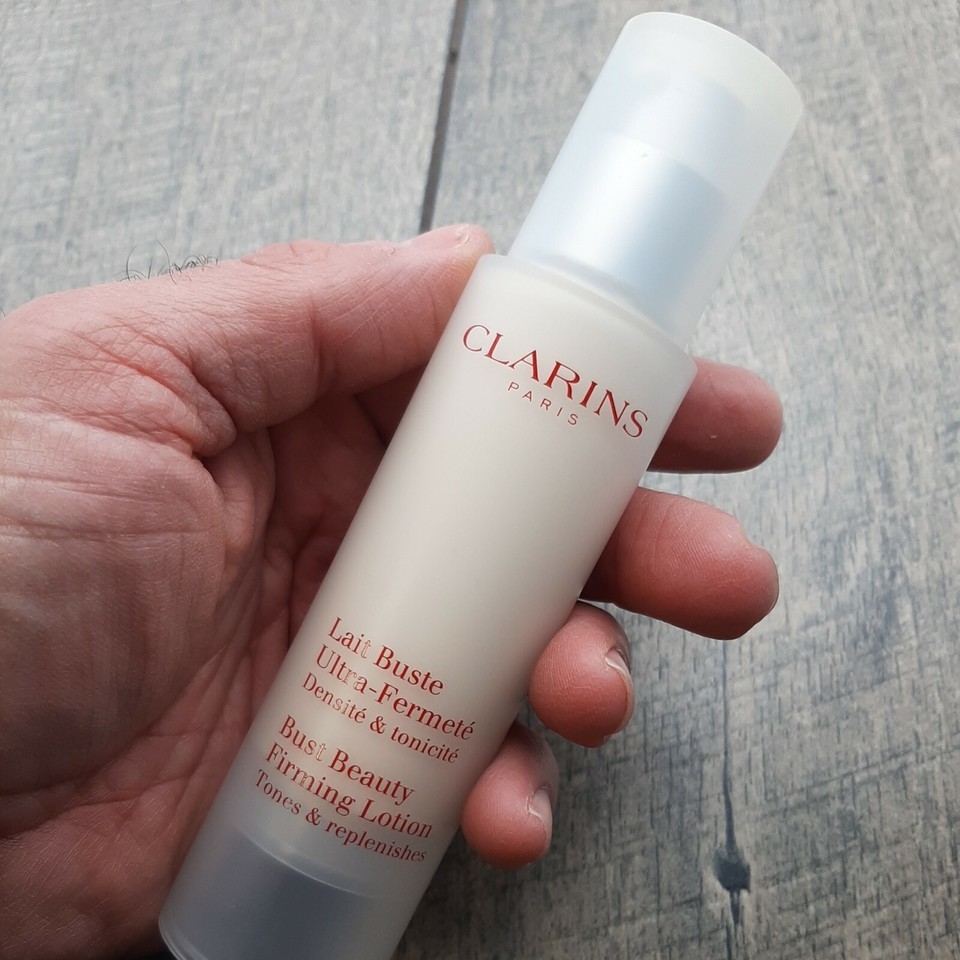 CLARINS
PARIS
Lait Buste
Ultra-Fermeté
Densité & tonicité
Bust Beauty
Firming Lotion
Tones & replenishes